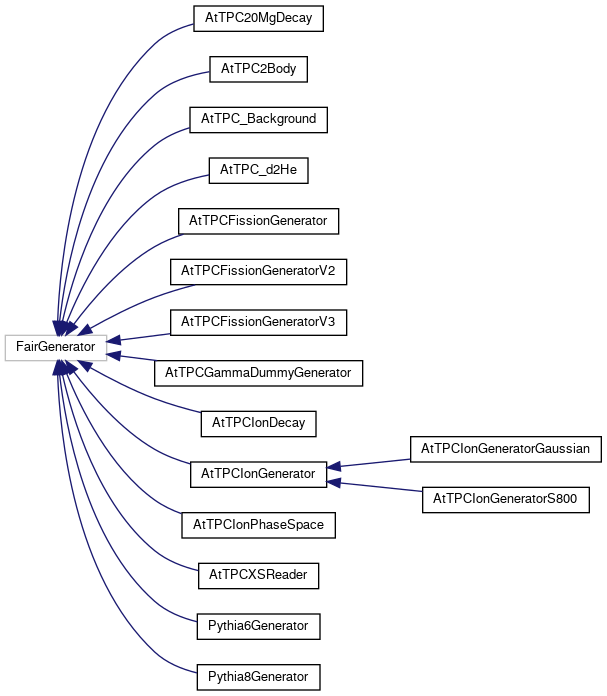 AtTPC20MgDecay
AtTPC2Body
AtTPC_Background
AtTPC_d2He
AtTPCFissionGenerator
AtTPCFissionGeneratorV2
AtTPCFissionGeneratorV3
FairGenerator
AtTPCGammaDummyGenerator
AtTPCIonDecay
AtTPCIonGenerator
AtTPCIonGeneratorGaussian
AtTPCIonGeneratorS800
AtTPCIonPhaseSpace
AtTPCXSReader
Pythia6Generator
Pythia8Generator